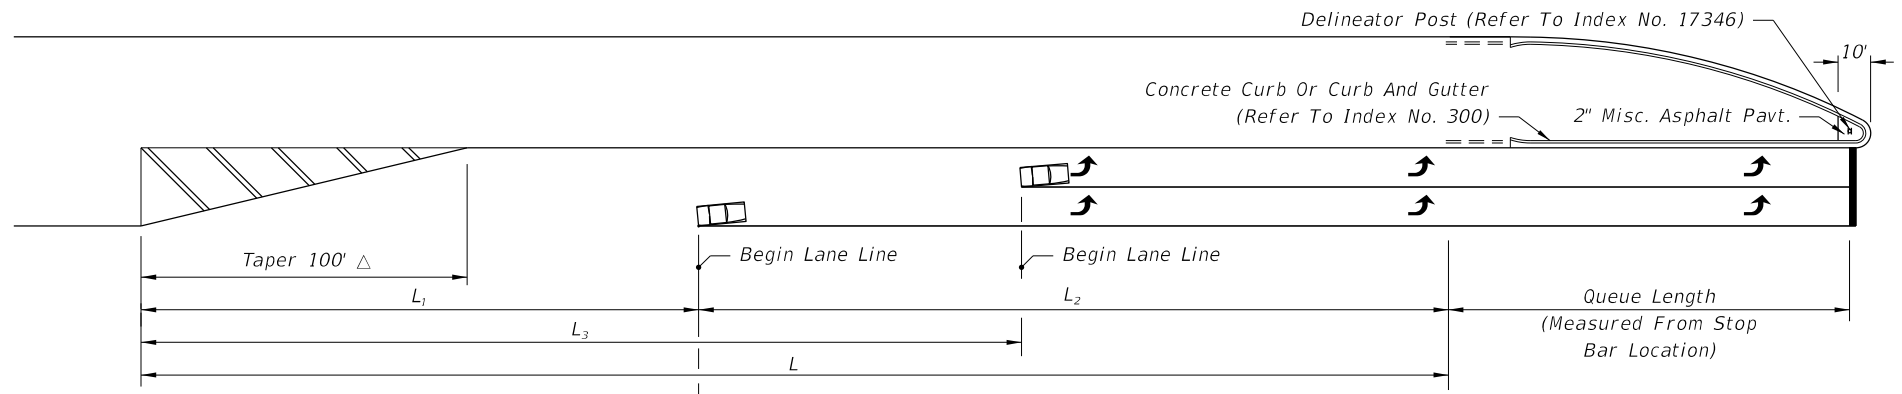 Delineator Post (Refer To Index No. 17346)
10'
Concrete Curb Or Curb And Gutter
(Refer To Index No. 300)
2" Misc. Asphalt Pavt.
Taper 100' △
Begin Lane Line
Begin Lane Line
L₁
L₂
Queue Length
(Measured From Stop
Bar Location)
L₃
L